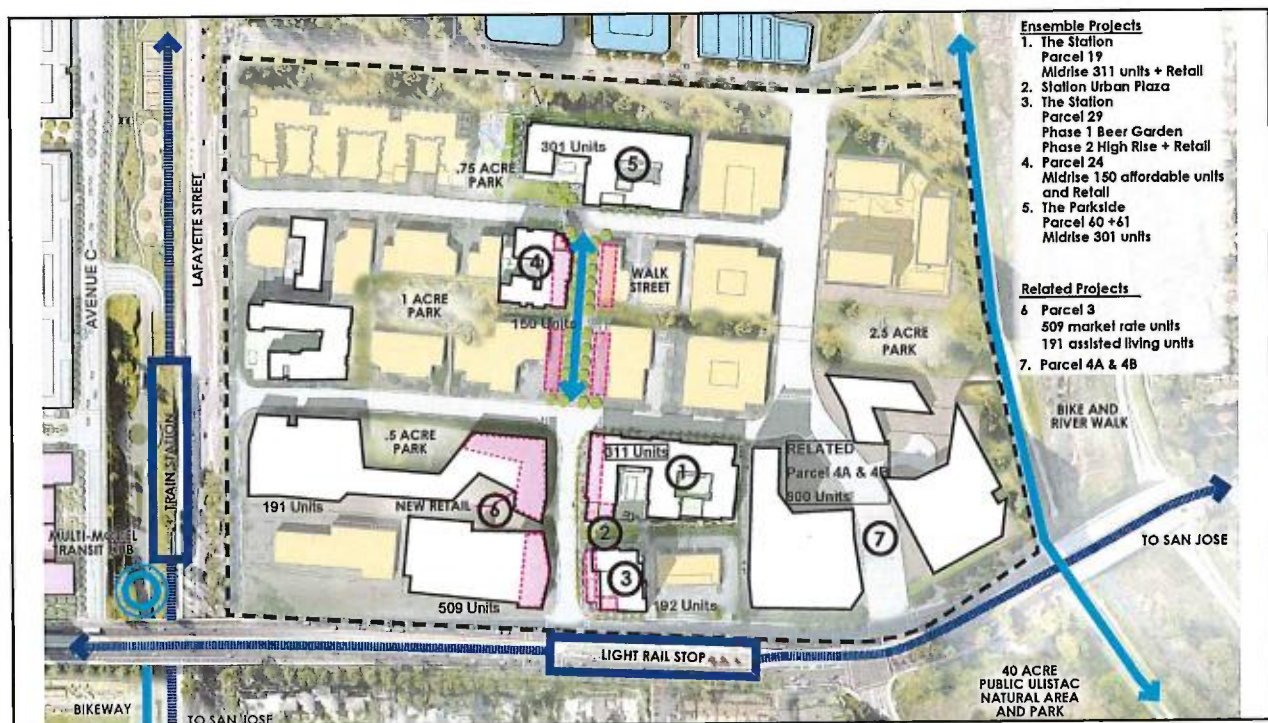 Ensemble Projects
1. The Station
Parcel 19
Midrise 311 units + Retail
2. Station Urban Plaza
3. The Station
Parcel 29
Phase 1 Beer Garden
Phase 2 High Rise + Retail
4. Parcel 24
Midrise 150 affordable units
and Retail
5. The Parkside
Parcel 60 +61
Midrise 301 units
Related Projects
6 Parcel 3
509 market rate units
191 assisted living units
7. Parcel 4A & 4B
AVENUE C
LAFAYETTE STREET
301 Units
5
.75 ACRE
PARK
4
WALK
STREET
1 ACRE
PARK
150 Units
2.5 ACRE
PARK
BIKE AND
RIVER WALK
TRAIN STATION
.5 ACRE
PARK
311 Units
1
RELATED
Parcel 4A & 4B
900 Units
191 Units
NEW RETAIL
6
2
7
MULTI-MODEL
TRANSIT HUB
TO SAN JOSE
3
509 Units
192 Units
LIGHT RAIL STOP
40 ACRE
PUBLIC ULISTAC
NATURAL AREA
AND PARK
BIKEWAY
TO SAN JOSE